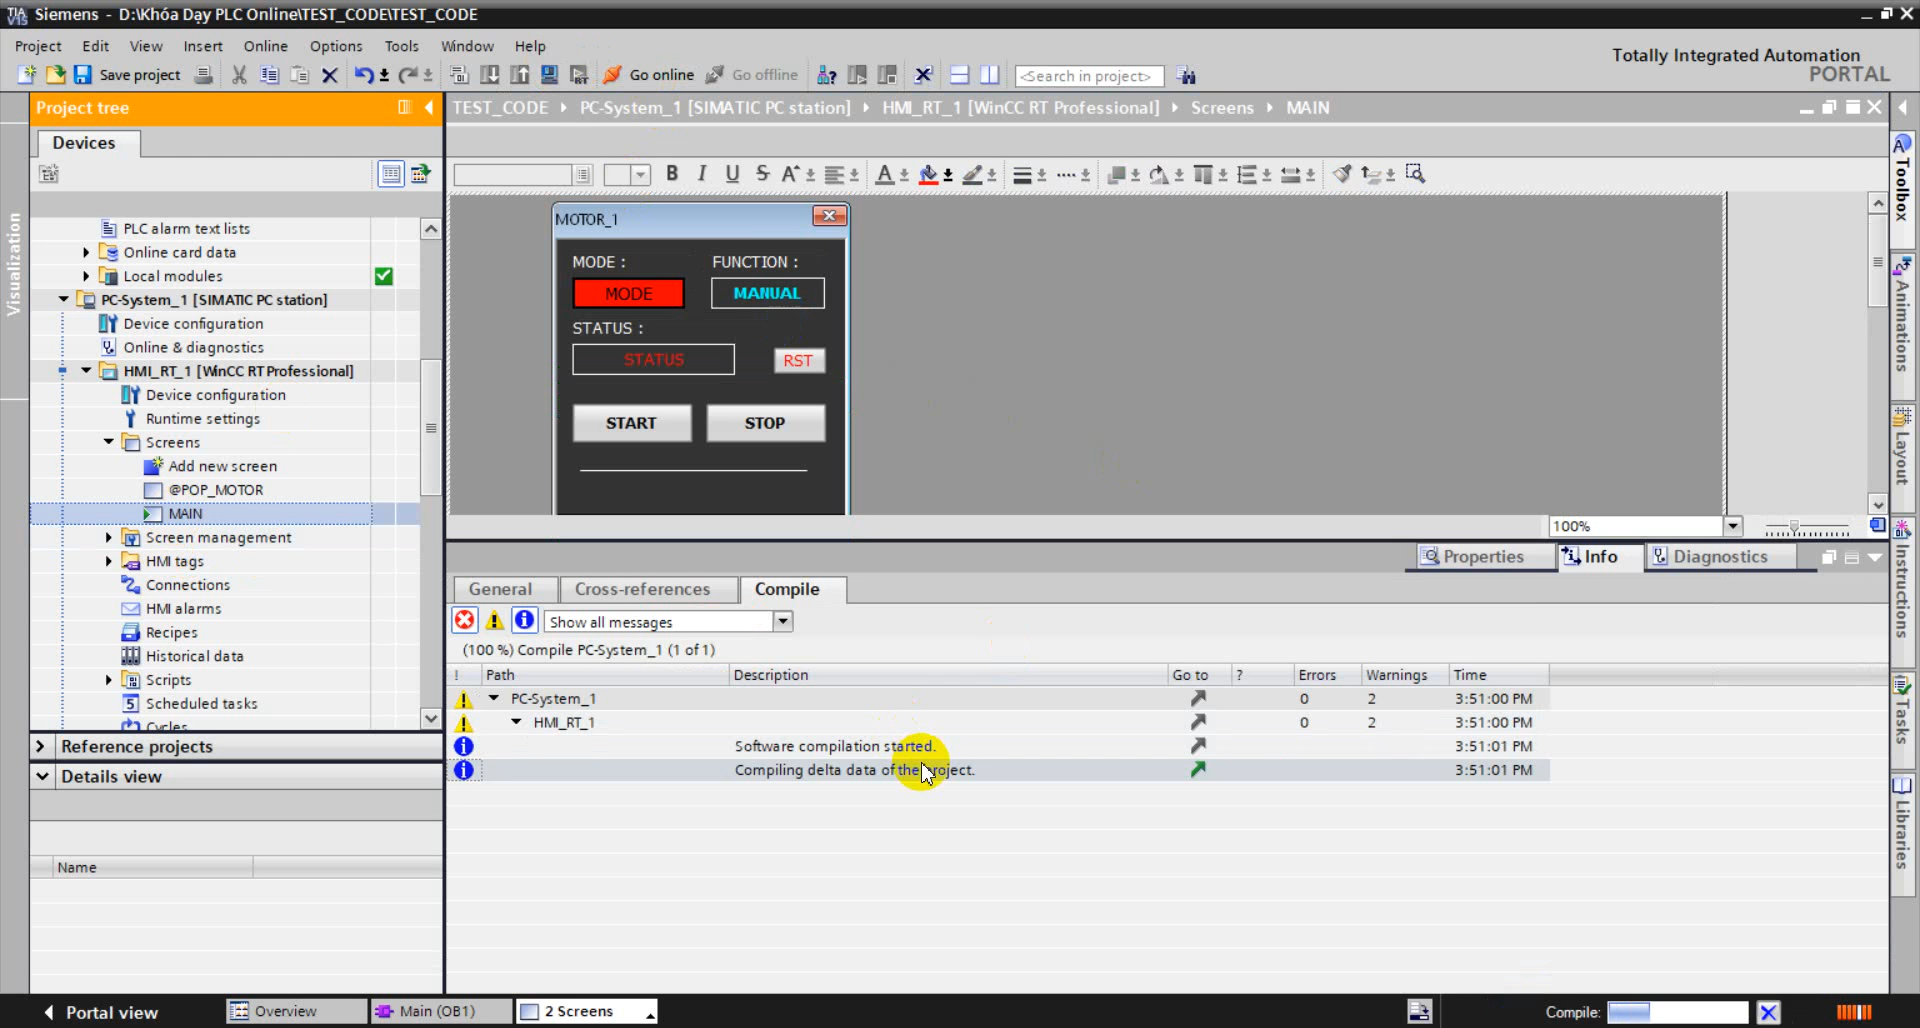 Siemens - D:\Khóa Dạy PLC Online\TEST_CODE\TEST_CODE
Project Edit View Insert Online Options Tools Window Help
Totally Integrated Automation
PORTAL
Save project
Go online
Go offline
<Search in project>
Project tree
TEST_CODE PC-System_1 [SIMATIC PC station] HMI_RT_1 [WinCC RT Professional] Screens MAIN
Devices
B I U S
PLC alarm text lists
Online card data
Local modules
PC-System_1 [SIMATIC PC station]
Device configuration
Online & diagnostics
HMI_RT_1 [WinCC RT Professional]
Device configuration
Runtime settings
Screens
Add new screen
@POP_MOTOR
MAIN
Screen management
HMI tags
Connections
HMI alarms
Recipes
Historical data
Scripts
Scheduled tasks
Cycles
Reference projects
Details view
Name
Visualization
MOTOR_1
MODE :
FUNCTION :
MODE
MANUAL
STATUS :
STATUS
RST
START
STOP
100%
Properties
Info
Diagnostics
General
Cross-references
Compile
Show all messages
(100 %) Compile PC-System_1 (1 of 1)
! Path Description Go to ? Errors Warnings Time
PC-System_1 0 2 3:51:00 PM
HMI_RT_1 0 2 3:51:00 PM
Software compilation started. 3:51:01 PM
Compiling delta data of the project. 3:51:01 PM
Toolbox
Animations
Layout
Instructions
Tasks
Libraries
Portal view
Overview
Main (OB1)
2 Screens
Compile: